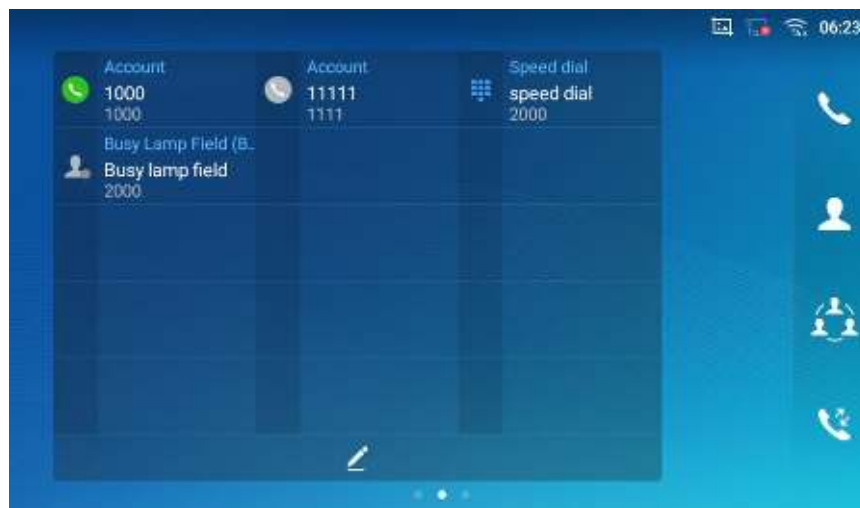 06:23
Account
1000
1000
Account
11111
1111
Speed dial
speed dial
2000
Busy Lamp Field (B..
Busy lamp field
2000